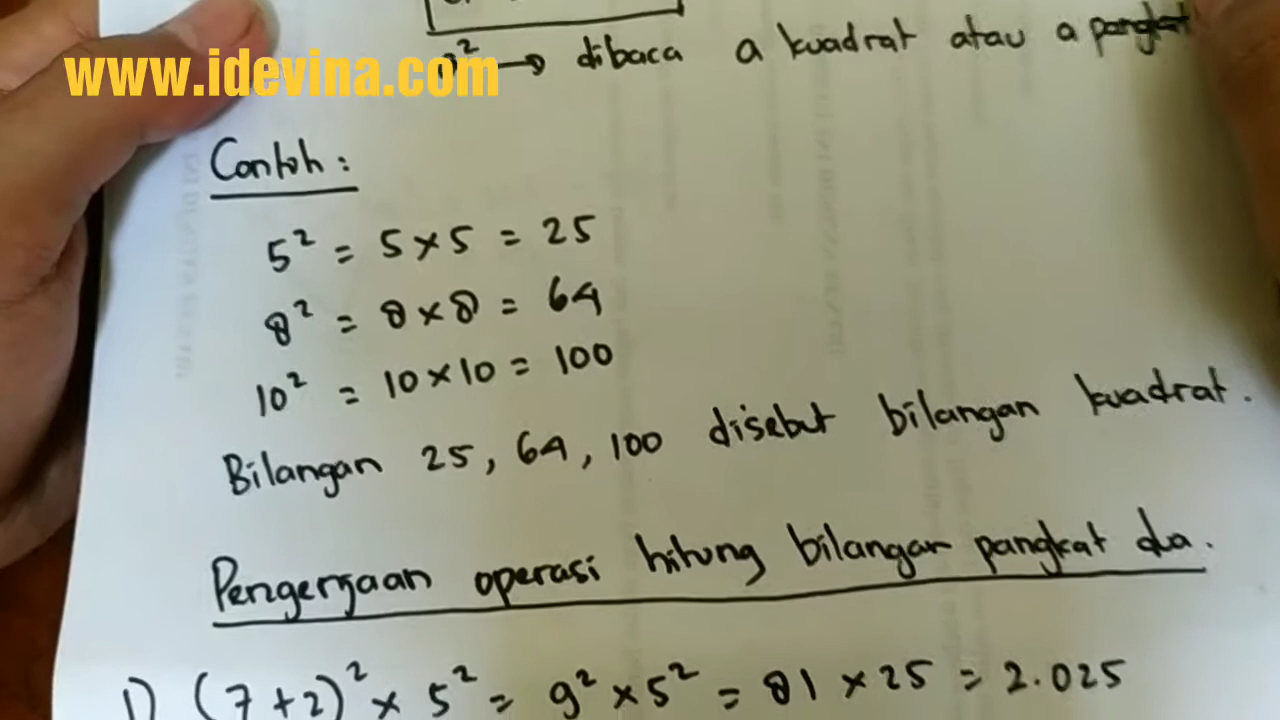 a² → dibaca a kuadrat atau a pangkat
www.idevina.com
Contoh :
5² = 5 × 5 = 25
8² = 8 × 8 = 64
10² = 10 × 10 = 100
Bilangan 25, 64, 100 disebut bilangan kuadrat.
Pengerjaan operasi hitung bilangan pangkat dua.
1) (7 + 2)² × 5² = 9² × 5² = 81 × 25 = 2.025